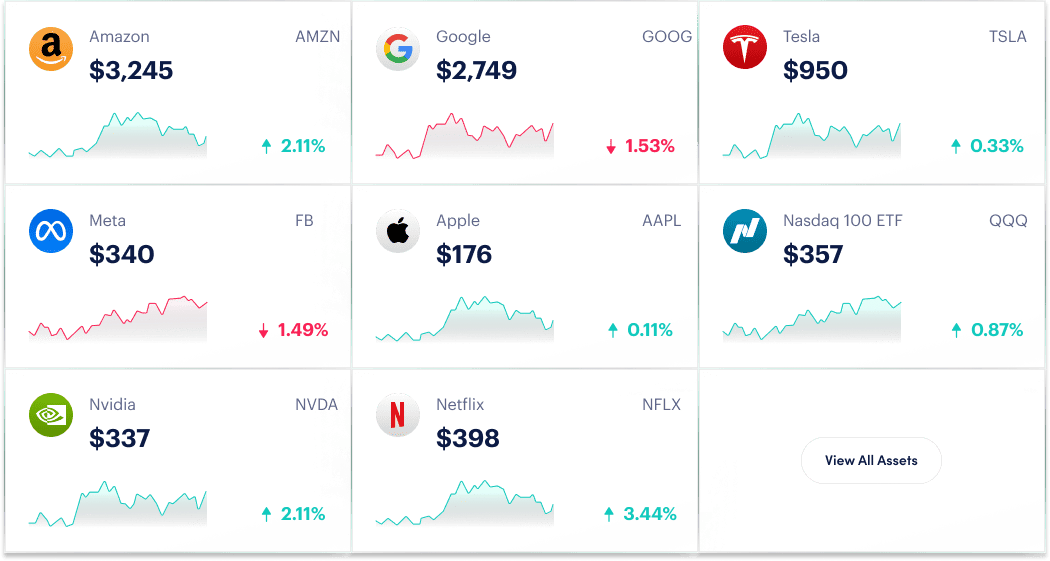 Amazon AMZN
$3,245
2.11%
Google GOOG
$2,749
1.53%
Tesla TSLA
$950
0.33%
Meta FB
$340
1.49%
Apple AAPL
$176
0.11%
Nasdaq 100 ETF QQQ
$357
0.87%
Nvidia NVDA
$337
2.11%
Netflix NFLX
$398
3.44%
View All Assets